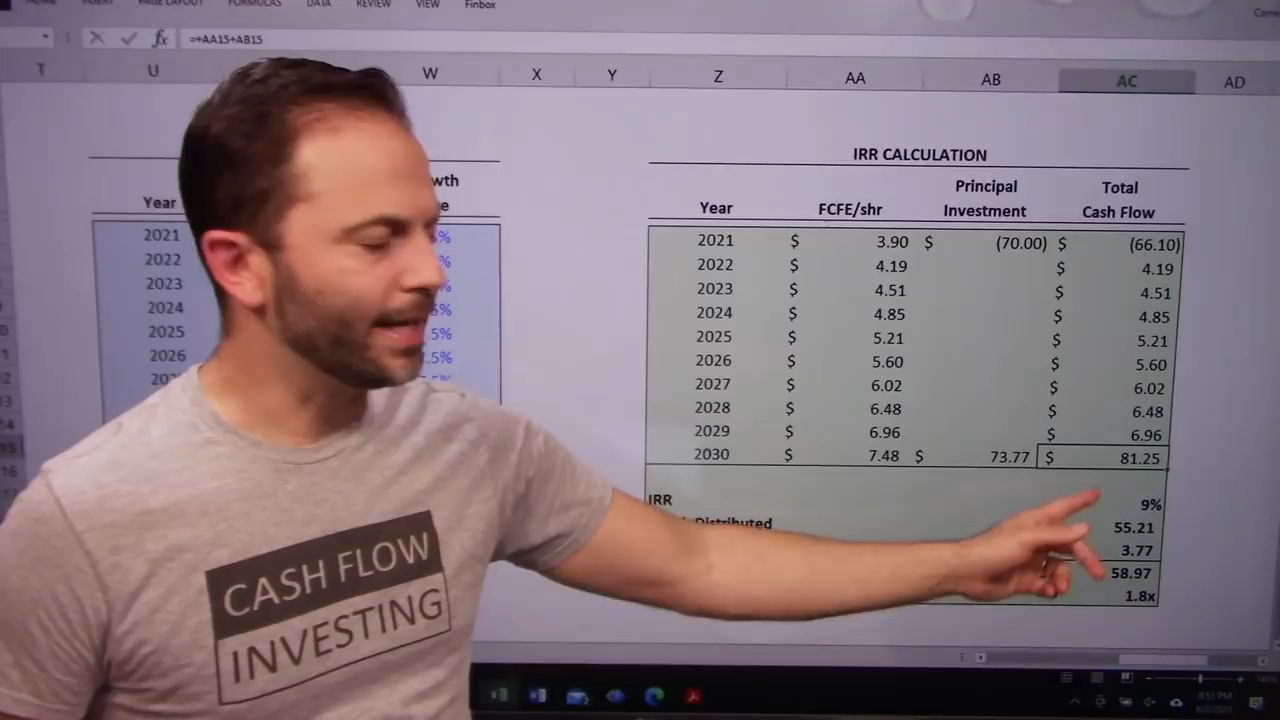 INSERT PAGE LAYOUT FORMULAS DATA REVIEW VIEW Finbox
fx =+AA15+AB15
T U W X Y Z AA AB AC AD
Year
2021
2022
2023
2024
2025
2026
5%
.5%
IRR CALCULATION
Year FCFE/shr Principal Investment Total Cash Flow
2021 $ 3.90 $ (70.00) $ (66.10)
2022 $ 4.19 $ 4.19
2023 $ 4.51 $ 4.51
2024 $ 4.85 $ 4.85
2025 $ 5.21 $ 5.21
2026 $ 5.60 $ 5.60
2027 $ 6.02 $ 6.02
2028 $ 6.48 $ 6.48
2029 $ 6.96 $ 6.96
2030 $ 7.48 $ 73.77 $ 81.25
IRR 9%
Distributed 55.21
3.77
58.97
1.8x
CASH FLOW
INVESTING